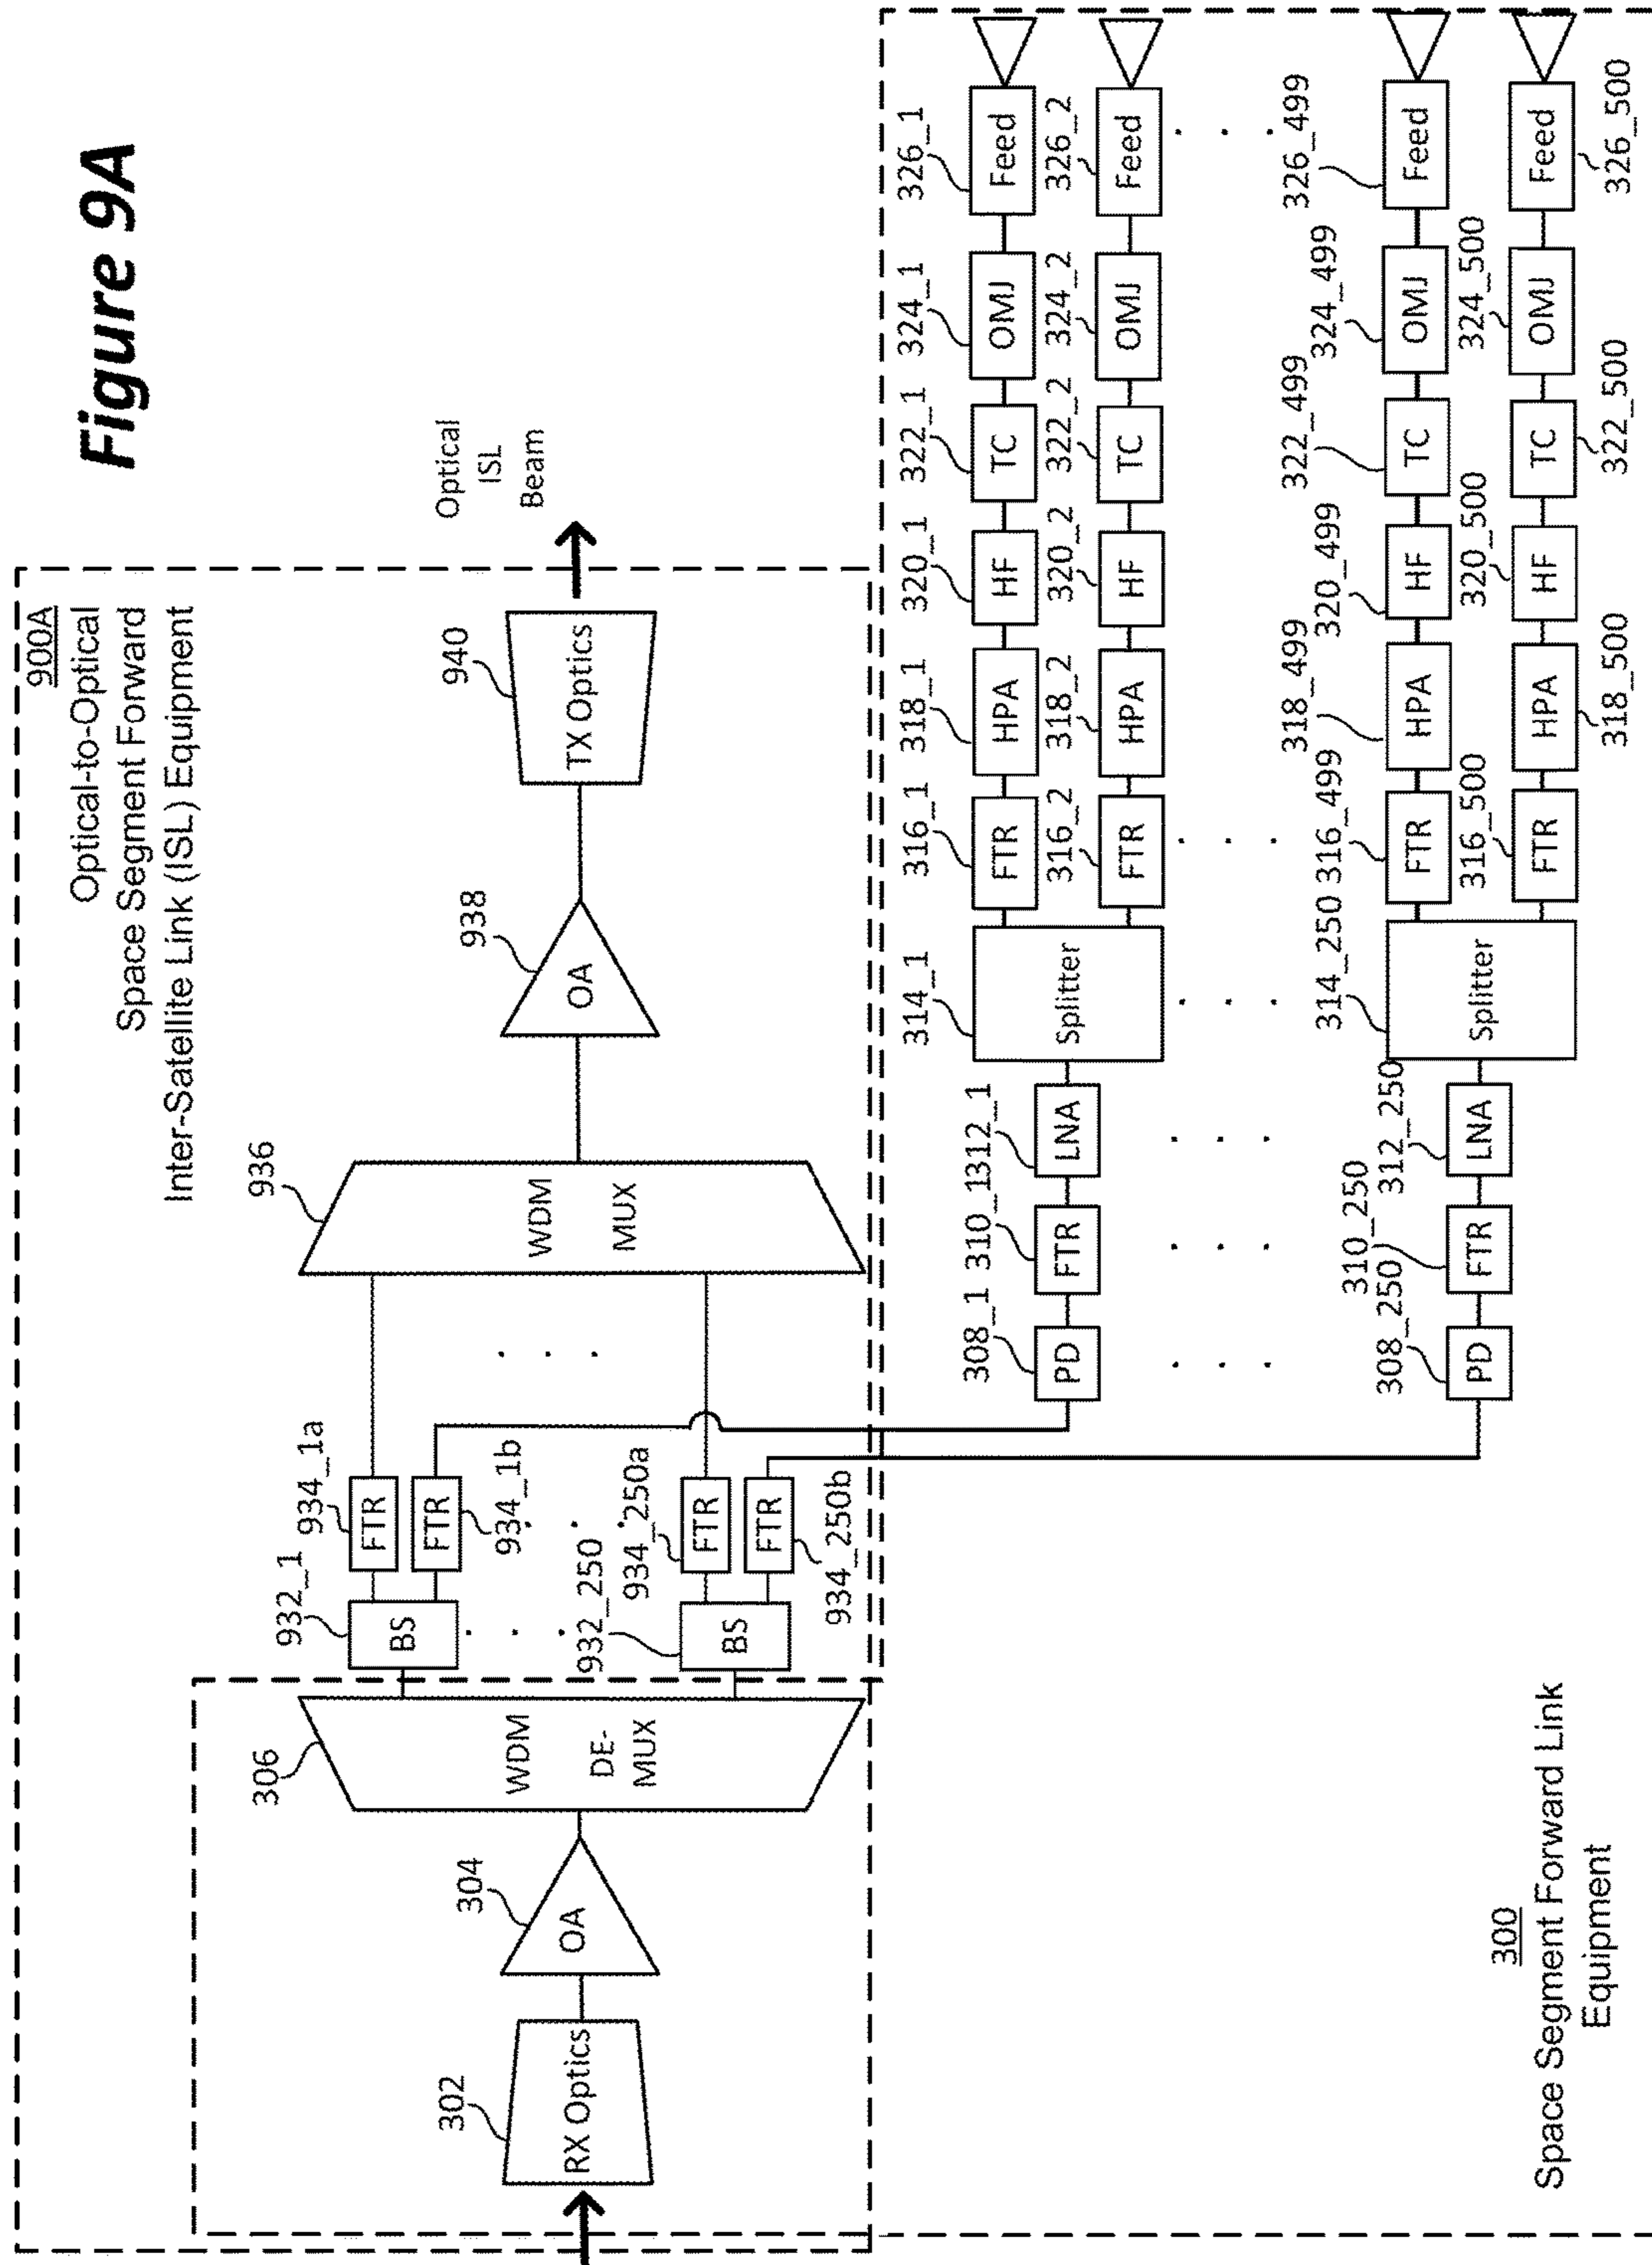 Figure 9A
900A
Optical-to-Optical
Space Segment Forward
Inter-Satellite Link (ISL) Equipment
302
RX Optics
304
OA
306
WDM
DE-
MUX
932_1
BS
934_1a
FTR
FTR
934_1b
932_250
BS
934_250a
FTR
FTR
934_250b
936
WDM
MUX
938
OA
940
TX Optics
Optical
ISL
Beam
308_1
PD
310_1
FTR
312_1
LNA
314_1
Splitter
316_1
FTR
318_1
HPA
320_1
HF
322_1
TC
324_1
OMJ
326_1
Feed
316_2
FTR
318_2
HPA
320_2
HF
322_2
TC
324_2
OMJ
326_2
Feed
308_250
PD
310_250
FTR
312_250
LNA
314_250
Splitter
316_499
FTR
318_499
HPA
320_499
HF
322_499
TC
324_499
OMJ
326_499
Feed
316_500
FTR
318_500
HPA
320_500
HF
322_500
TC
324_500
OMJ
326_500
Feed
300
Space Segment Forward Link
Equipment